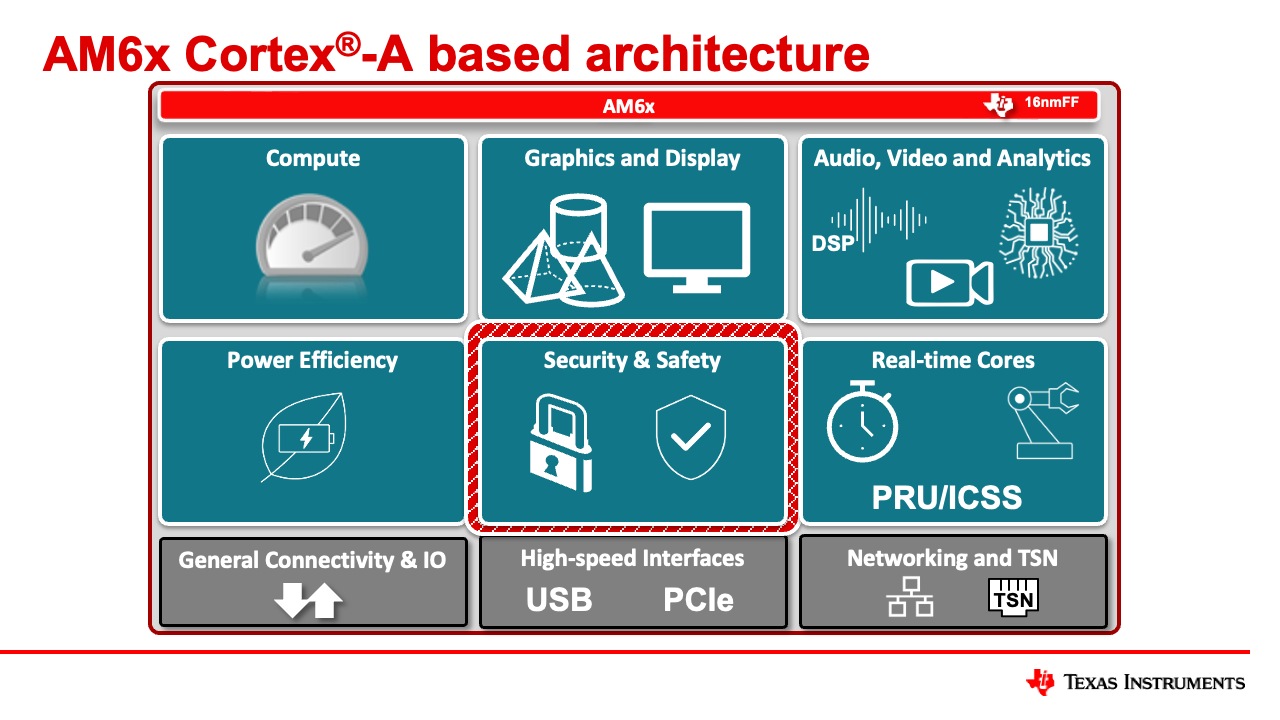 AM6x Cortex®-A based architecture
AM6x
16nmFF
Compute
Graphics and Display
Audio, Video and Analytics
DSP
Power Efficiency
Security & Safety
Real-time Cores
PRU/ICSS
General Connectivity & IO
High-speed Interfaces
USB PCIe
Networking and TSN
TSN
TEXAS INSTRUMENTS